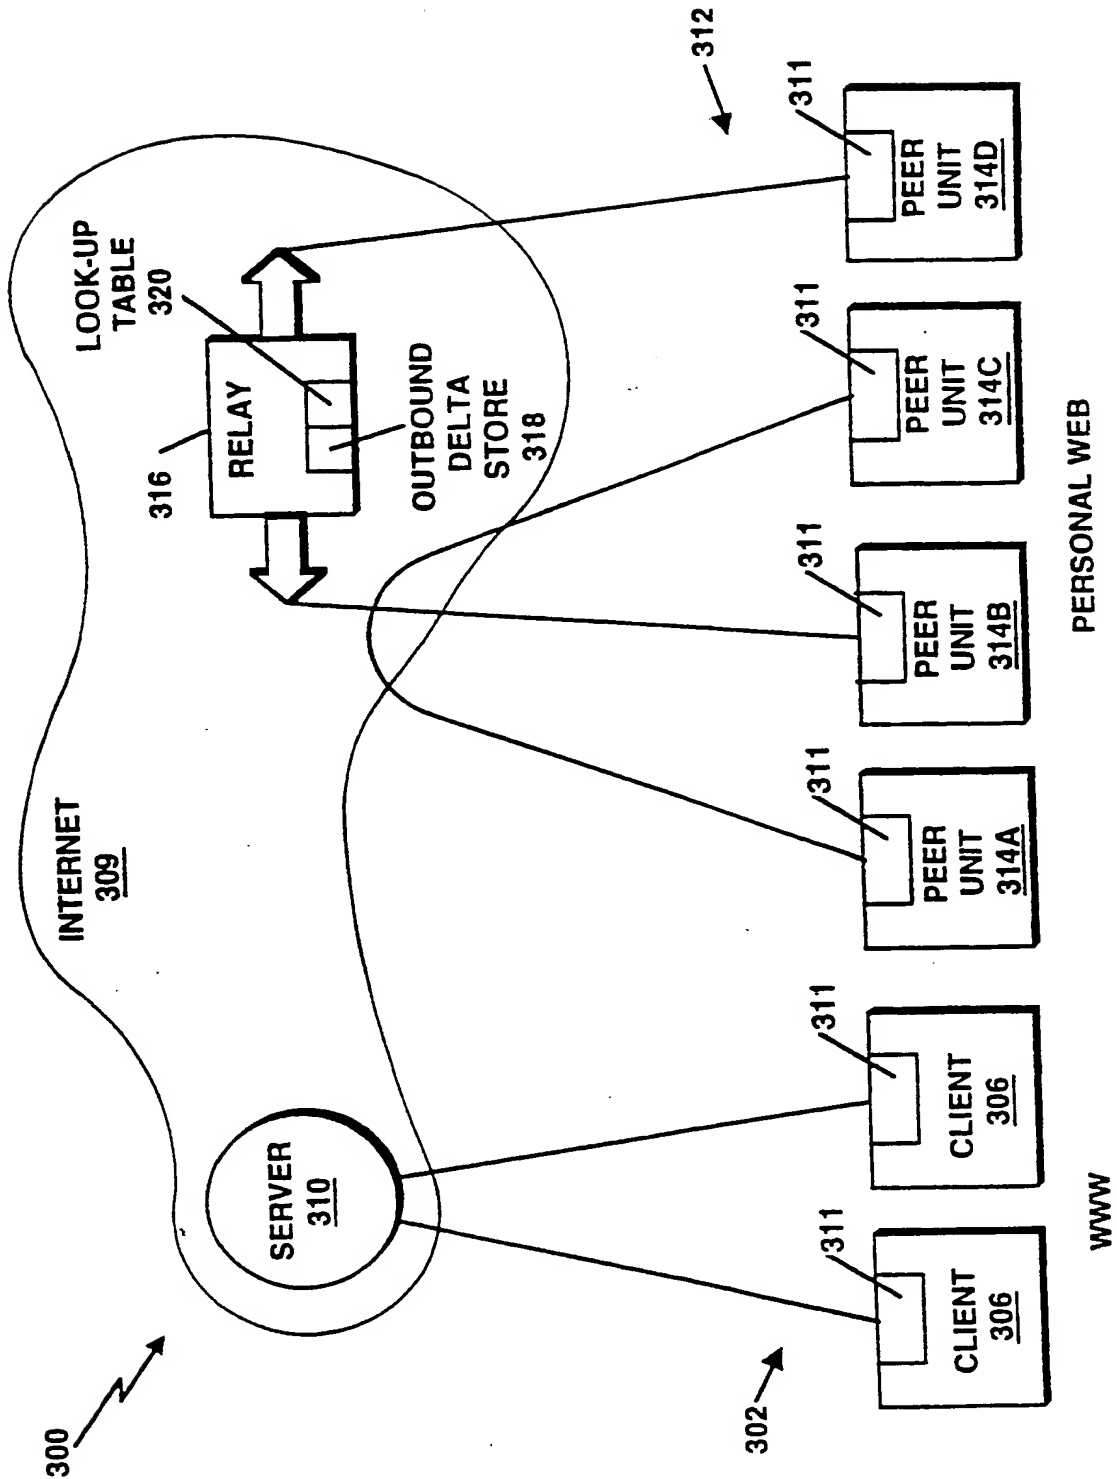 300
INTERNET
309
LOOK-UP
TABLE
320
316
RELAY
SERVER
310
OUTBOUND
DELTA
STORE
318
312
302
311
311
311
311
311
311
CLIENT
306
CLIENT
306
PEER
UNIT
314A
PEER
UNIT
314B
PEER
UNIT
314C
PEER
UNIT
314D
WWW
PERSONAL WEB